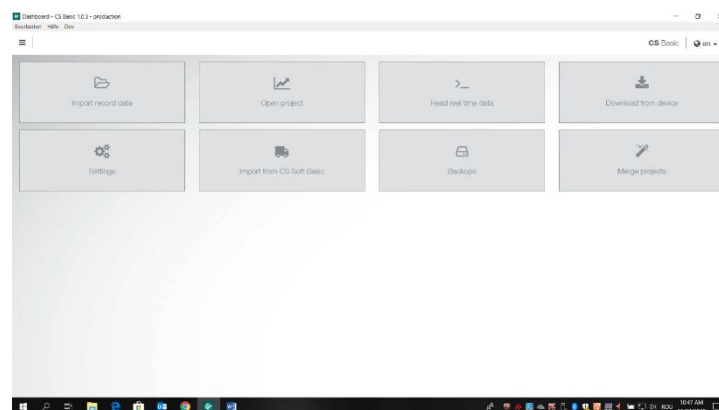 Dashboard - CS Basic 1.0.3 - production
Bearbeiten Hilfe Dev
CS Basic
en
Import record data
Open project
Read real time data
Download from device
Settings
Import from CS Soft Basic
Backups
Merge projects
ROU
10:47 AM